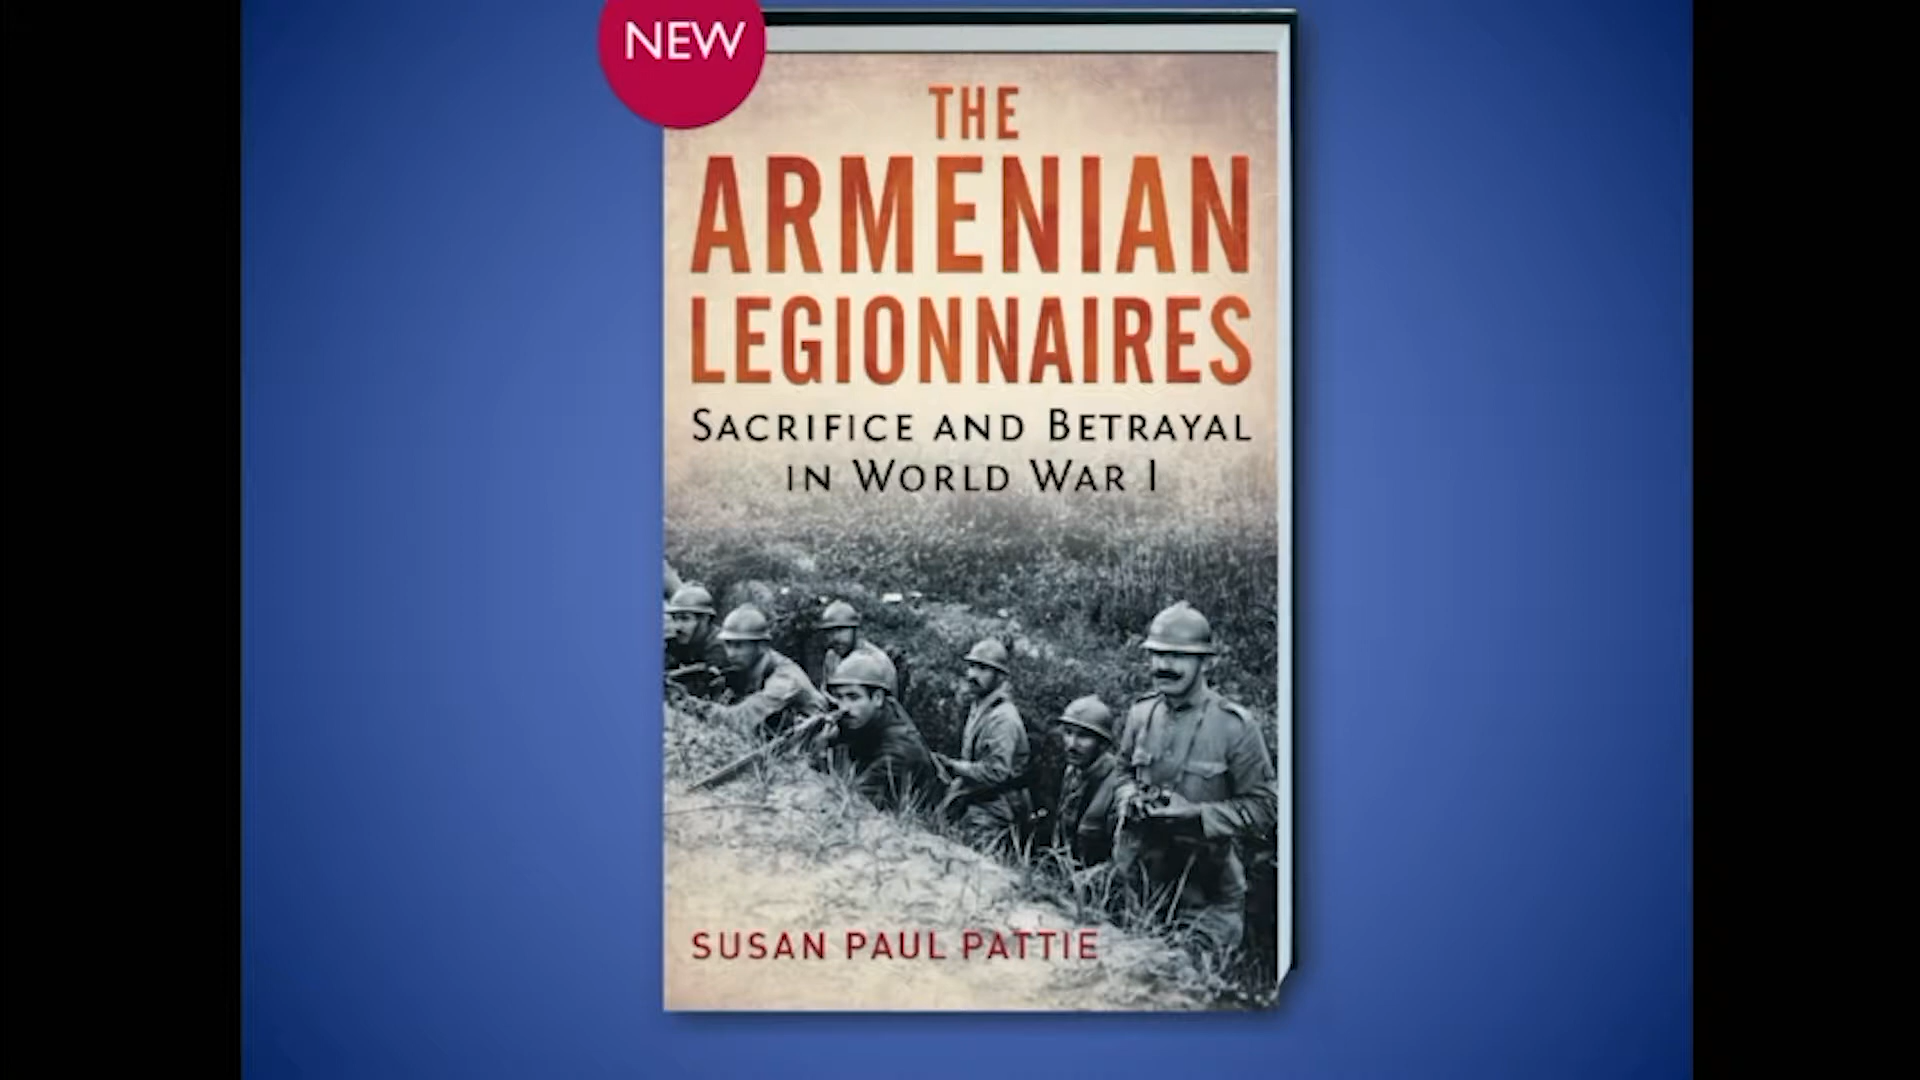 NEW
THE
ARMENIAN
LEGIONNAIRES
SACRIFICE AND BETRAYAL
IN WORLD WAR I
SUSAN PAUL PATTIE